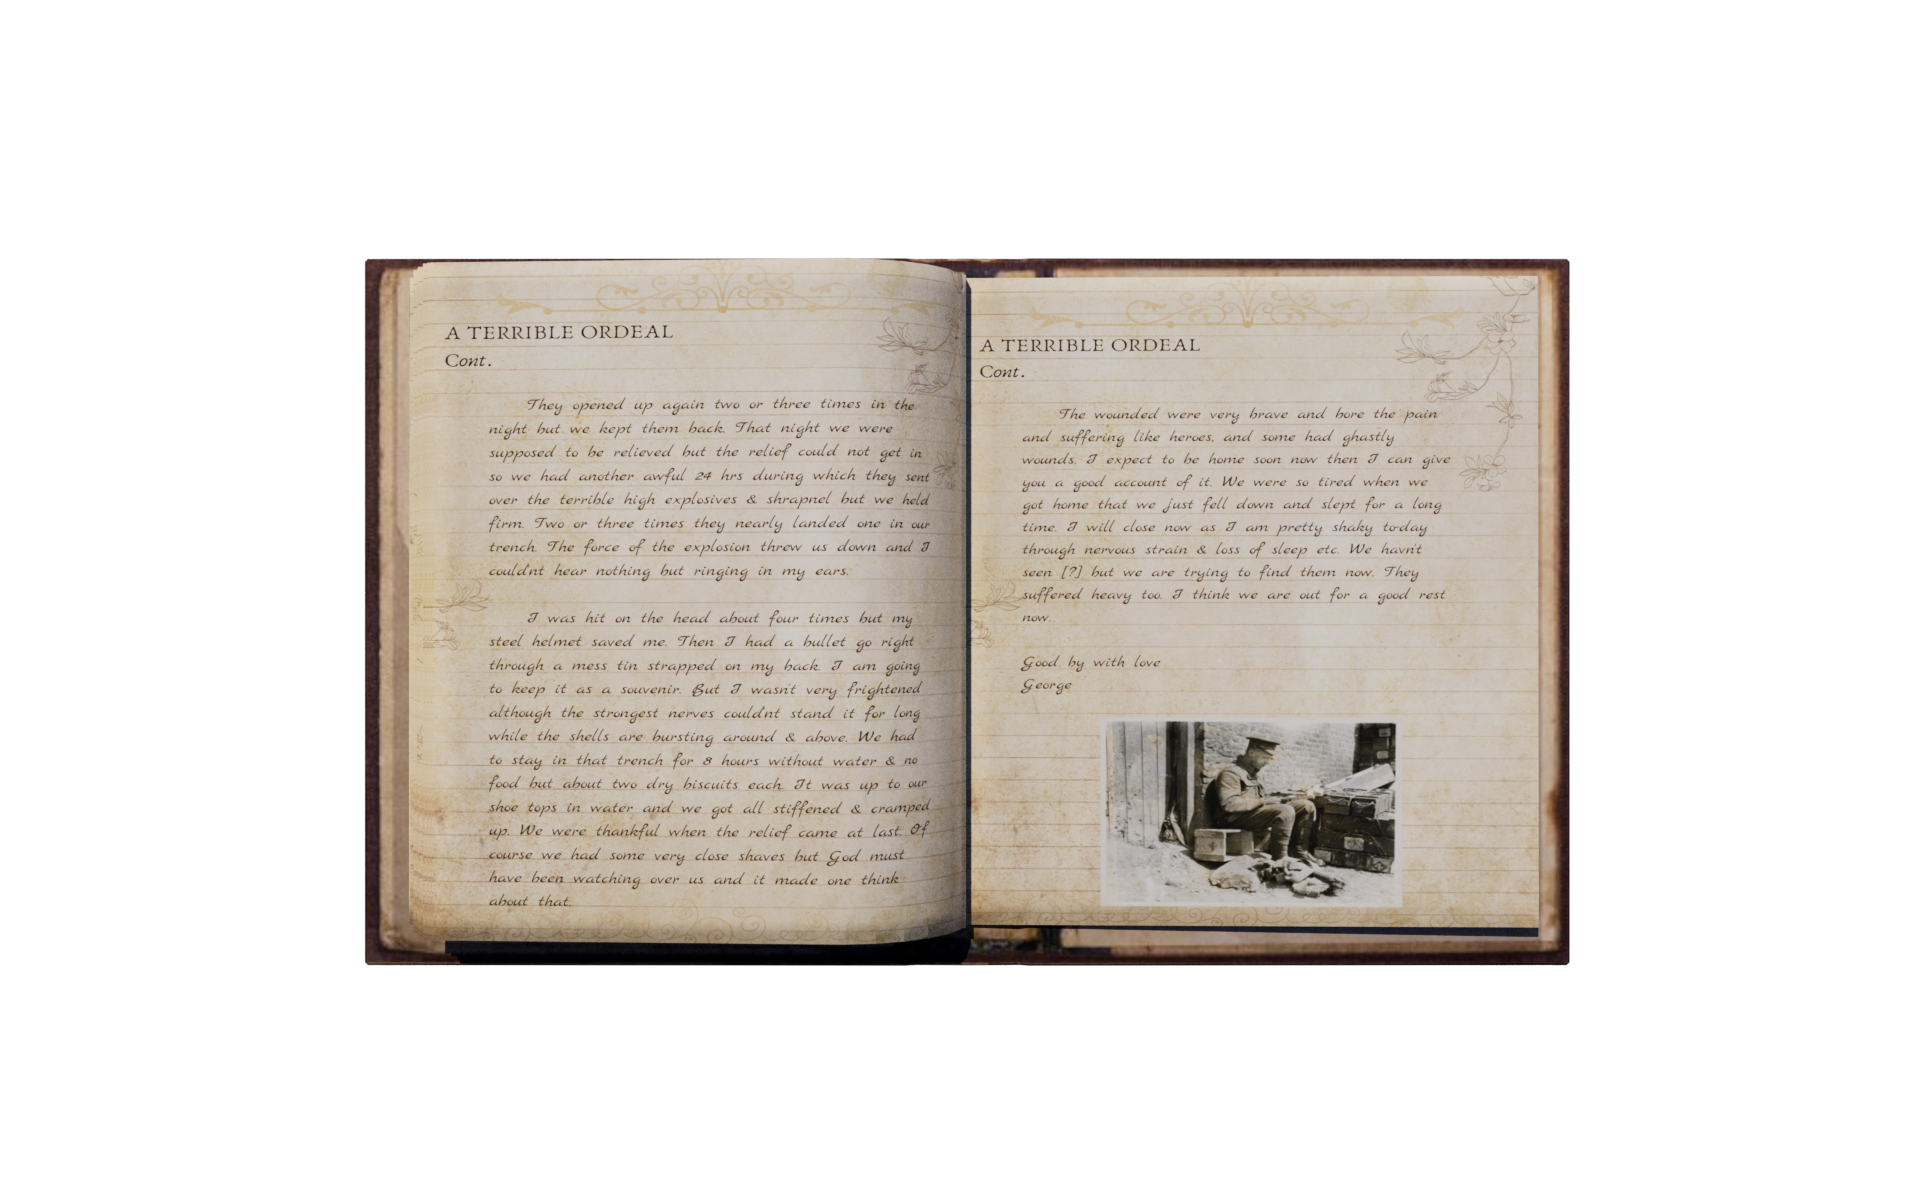 A TERRIBLE ORDEAL
Cont.
They opened up again two or three times in the
night but we kept them back. That night we were
supposed to be relieved but the relief could not get in
so we had another awful 24 hrs during which they sent
over the terrible high explosives & shrapnel but we held
firm. Two or three times they nearly landed one in our
trench. The force of the explosion threw us down and I
could'nt hear nothing but ringing in my ears.
I was hit on the head about four times but my
steel helmet saved me. Then I had a bullet go right
through a mess tin strapped on my back. I am going
to keep it as a souvenir. But I wasn't very frightened
although the strongest nerves could'nt stand it for long
while the shells are bursting around & above. We had
to stay in that trench for 8 hours without water & no
food but about two dry biscuits each. It was up to our
shoe tops in water and we got all stiffened & cramped
up. We were thankful when the relief came at last. Of
course we had some very close shaves but God must
have been watching over us and it made one think
about that.
A TERRIBLE ORDEAL
Cont.
The wounded were very brave and bore the pain
and suffering like heroes, and some had ghastly
wounds. I expect to be home soon now then I can give
you a good account of it. We were so tired when we
got home that we just fell down and slept for a long
time. I will close now as I am pretty shaky to-day
through nervous strain & loss of sleep etc. We havn't
seen [?] but we are trying to find them now. They
suffered heavy too. I think we are out for a good rest
now.
Good by with love
George